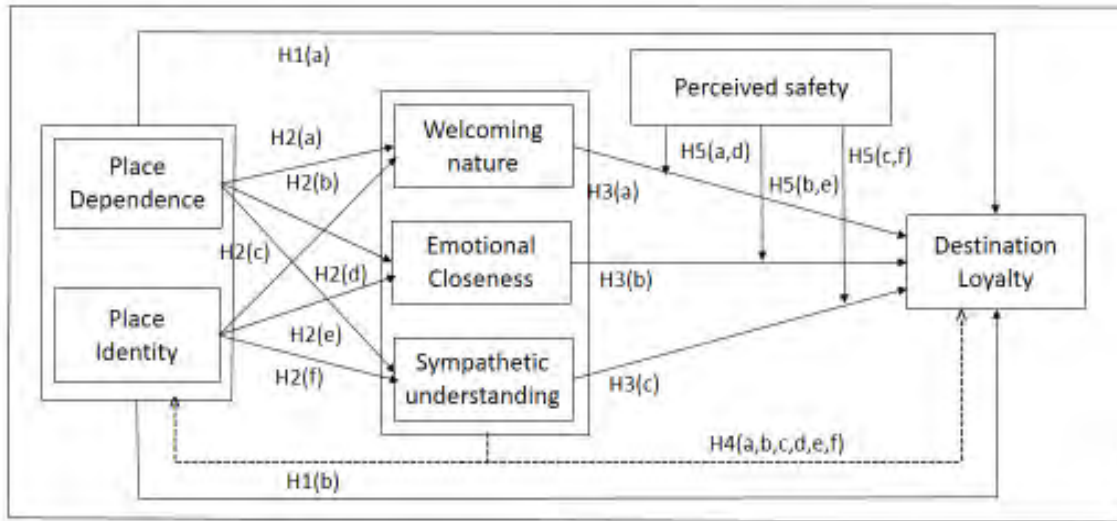 H1(a)
Perceived safety
Place
Dependence
H2(a)
H2(b)
H2(c)
Welcoming
nature
H5(a,d)
H5(b,e)
H5(c,f)
H3(a)
Emotional
Closeness
H2(d)
H3(b)
Destination
Loyalty
Place
Identity
H2(e)
H2(f)
Sympathetic
understanding
H3(c)
H4(a,b,c,d,e,f)
H1(b)